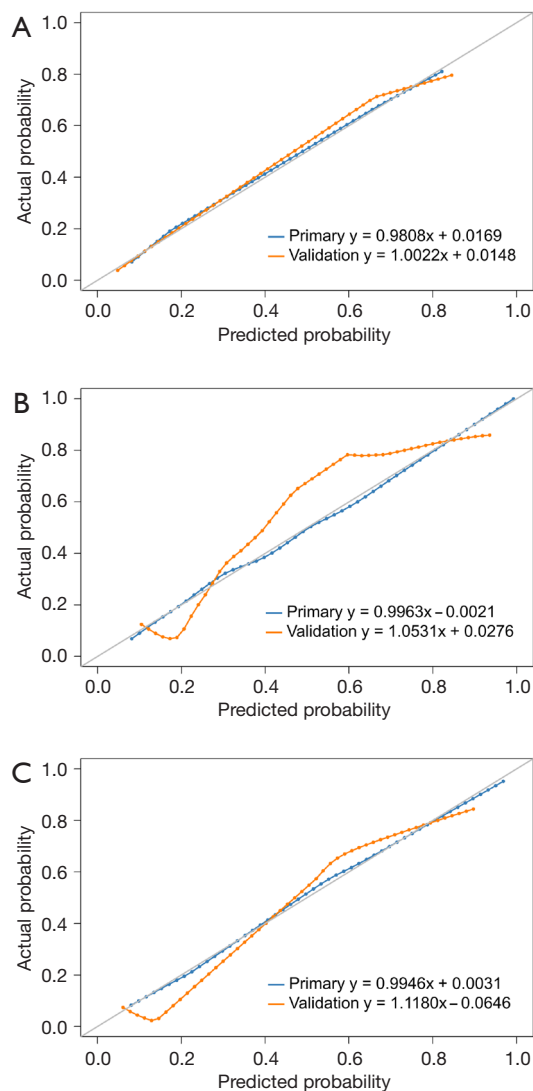 A
1.0
0.8
0.6
0.4
0.2
0.0
Actual probability
Primary y = 0.9808x + 0.0169
Validation y = 1.0022x + 0.0148
0.0 0.2 0.4 0.6 0.8 1.0
Predicted probability
B
1.0
0.8
0.6
0.4
0.2
0.0
Actual probability
Primary y = 0.9963x – 0.0021
Validation y = 1.0531x + 0.0276
0.0 0.2 0.4 0.6 0.8 1.0
Predicted probability
C
1.0
0.8
0.6
0.4
0.2
0.0
Actual probability
Primary y = 0.9946x + 0.0031
Validation y = 1.1180x – 0.0646
0.0 0.2 0.4 0.6 0.8 1.0
Predicted probability